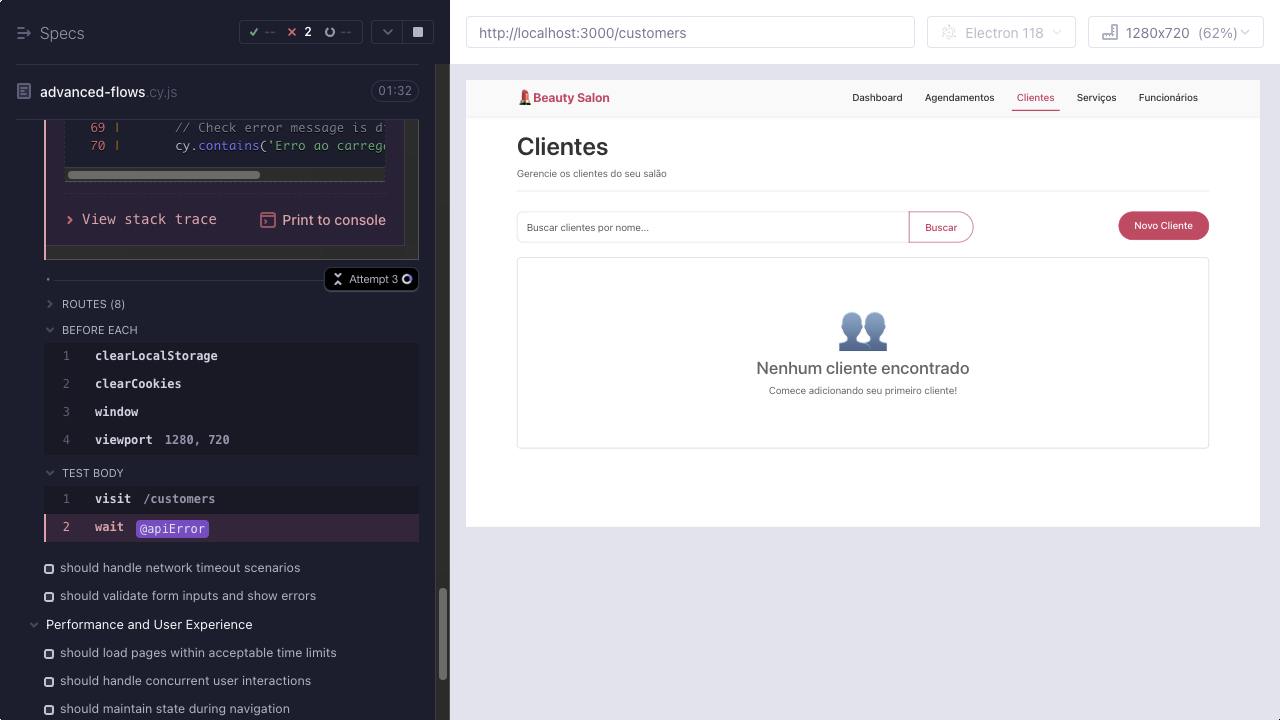 Specs
-- 2 --
advanced-flows.cy.js
01:32
69 | // Check error message is d
70 | cy.contains('Erro ao carreg
View stack trace
Print to console
Attempt 3
ROUTES (8)
BEFORE EACH
1 clearLocalStorage
2 clearCookies
3 window
4 viewport 1280, 720
TEST BODY
1 visit /customers
2 wait @apiError
should handle network timeout scenarios
should validate form inputs and show errors
Performance and User Experience
should load pages within acceptable time limits
should handle concurrent user interactions
should maintain state during navigation
http://localhost:3000/customers
Electron 118
1280x720 (62%)
Beauty Salon
Dashboard Agendamentos Clientes Serviços Funcionários
Clientes
Gerencie os clientes do seu salão
Buscar clientes por nome...
Buscar
Novo Cliente
Nenhum cliente encontrado
Comece adicionando seu primeiro cliente!